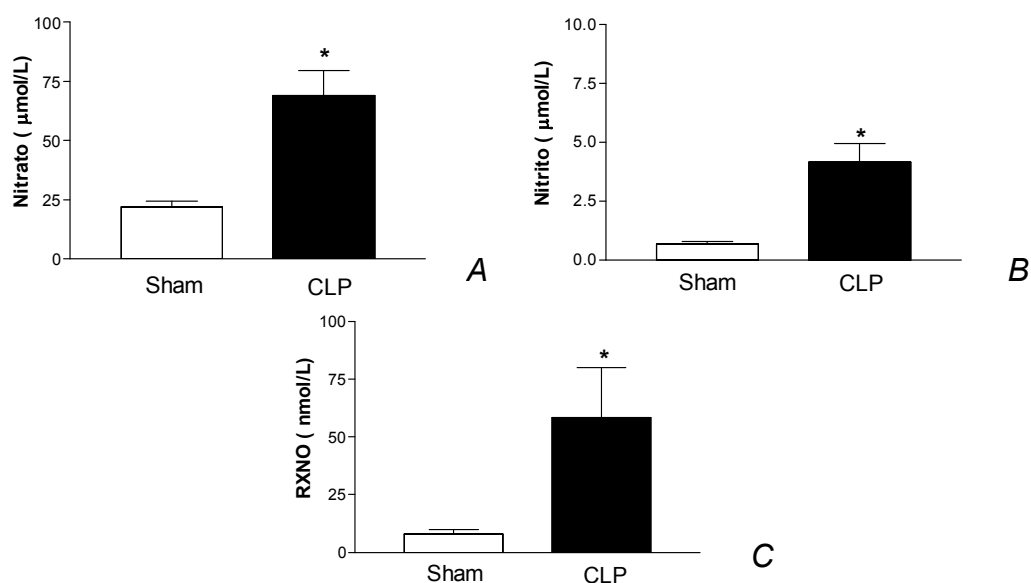 100
75
50
25
0
Nitrato ( µmol/L)
*
Sham
CLP
A
10.0
7.5
5.0
2.5
0.0
Nitrito ( µmol/L)
*
Sham
CLP
B
100
75
50
25
0
RXNO ( nmol/L)
*
Sham
CLP
C